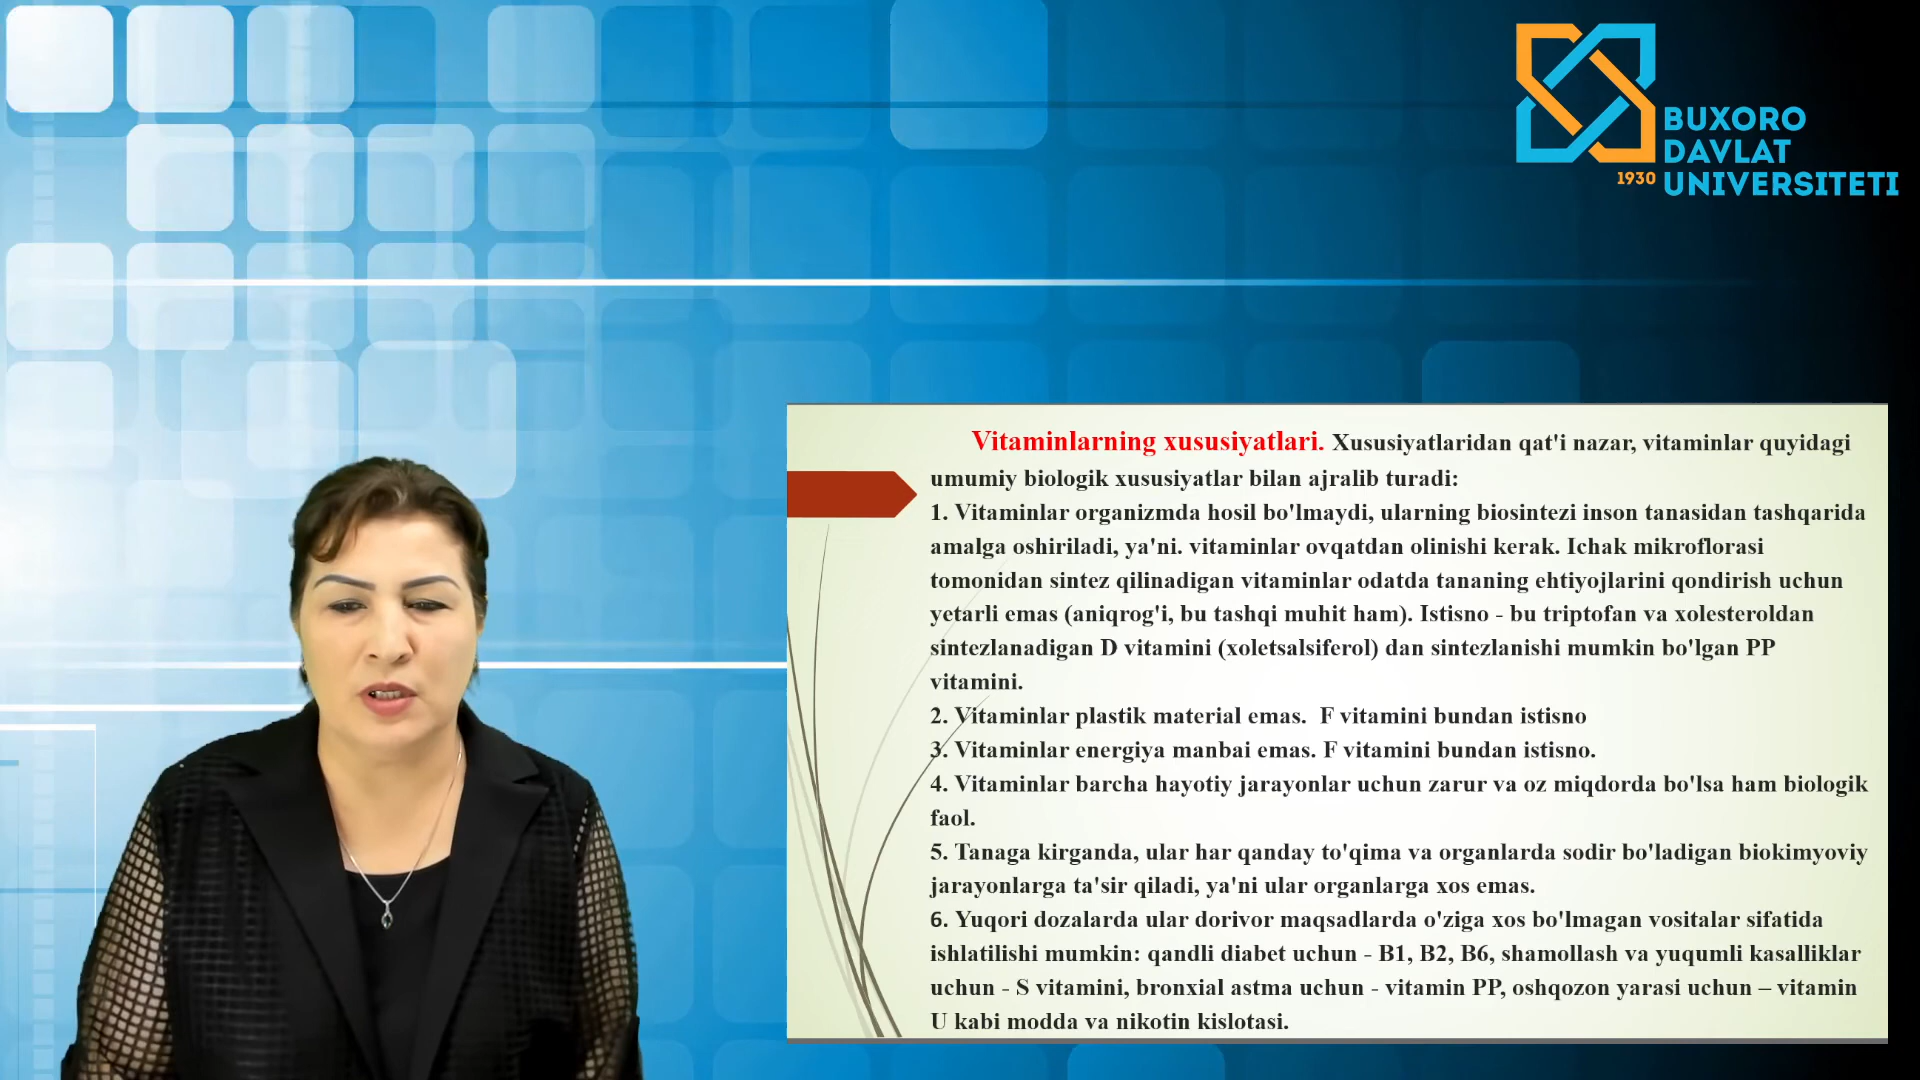 BUXORO
DAVLAT
1930 UNIVERSITETI
Vitaminlarning xususiyatlari. Xususiyatlaridan qat'i nazar, vitaminlar quyidagi
umumiy biologik xususiyatlar bilan ajralib turadi:
1. Vitaminlar organizmda hosil bo'lmaydi, ularning biosintezi inson tanasidan tashqarida
amalga oshiriladi, ya'ni. vitaminlar ovqatdan olinishi kerak. Ichak mikroflorasi
tomonidan sintez qilinadigan vitaminlar odatda tananing ehtiyojlarini qondirish uchun
yetarli emas (aniqrog'i, bu tashqi muhit ham). Istisno - bu triptofan va xolesteroldan
sintezlanadigan D vitamini (xoletsalsiferol) dan sintezlanishi mumkin bo'lgan PP
vitamini.
2. Vitaminlar plastik material emas.  F vitamini bundan istisno
3. Vitaminlar energiya manbai emas. F vitamini bundan istisno.
4. Vitaminlar barcha hayotiy jarayonlar uchun zarur va oz miqdorda bo'lsa ham biologik
faol.
5. Tanaga kirganda, ular har qanday to'qima va organlarda sodir bo'ladigan biokimyoviy
jarayonlarga ta'sir qiladi, ya'ni ular organlarga xos emas.
6. Yuqori dozalarda ular dorivor maqsadlarda o'ziga xos bo'lmagan vositalar sifatida
ishlatilishi mumkin: qandli diabet uchun - B1, B2, B6, shamollash va yuqumli kasalliklar
uchun - S vitamini, bronxial astma uchun - vitamin PP, oshqozon yarasi uchun – vitamin
U kabi modda va nikotin kislotasi.